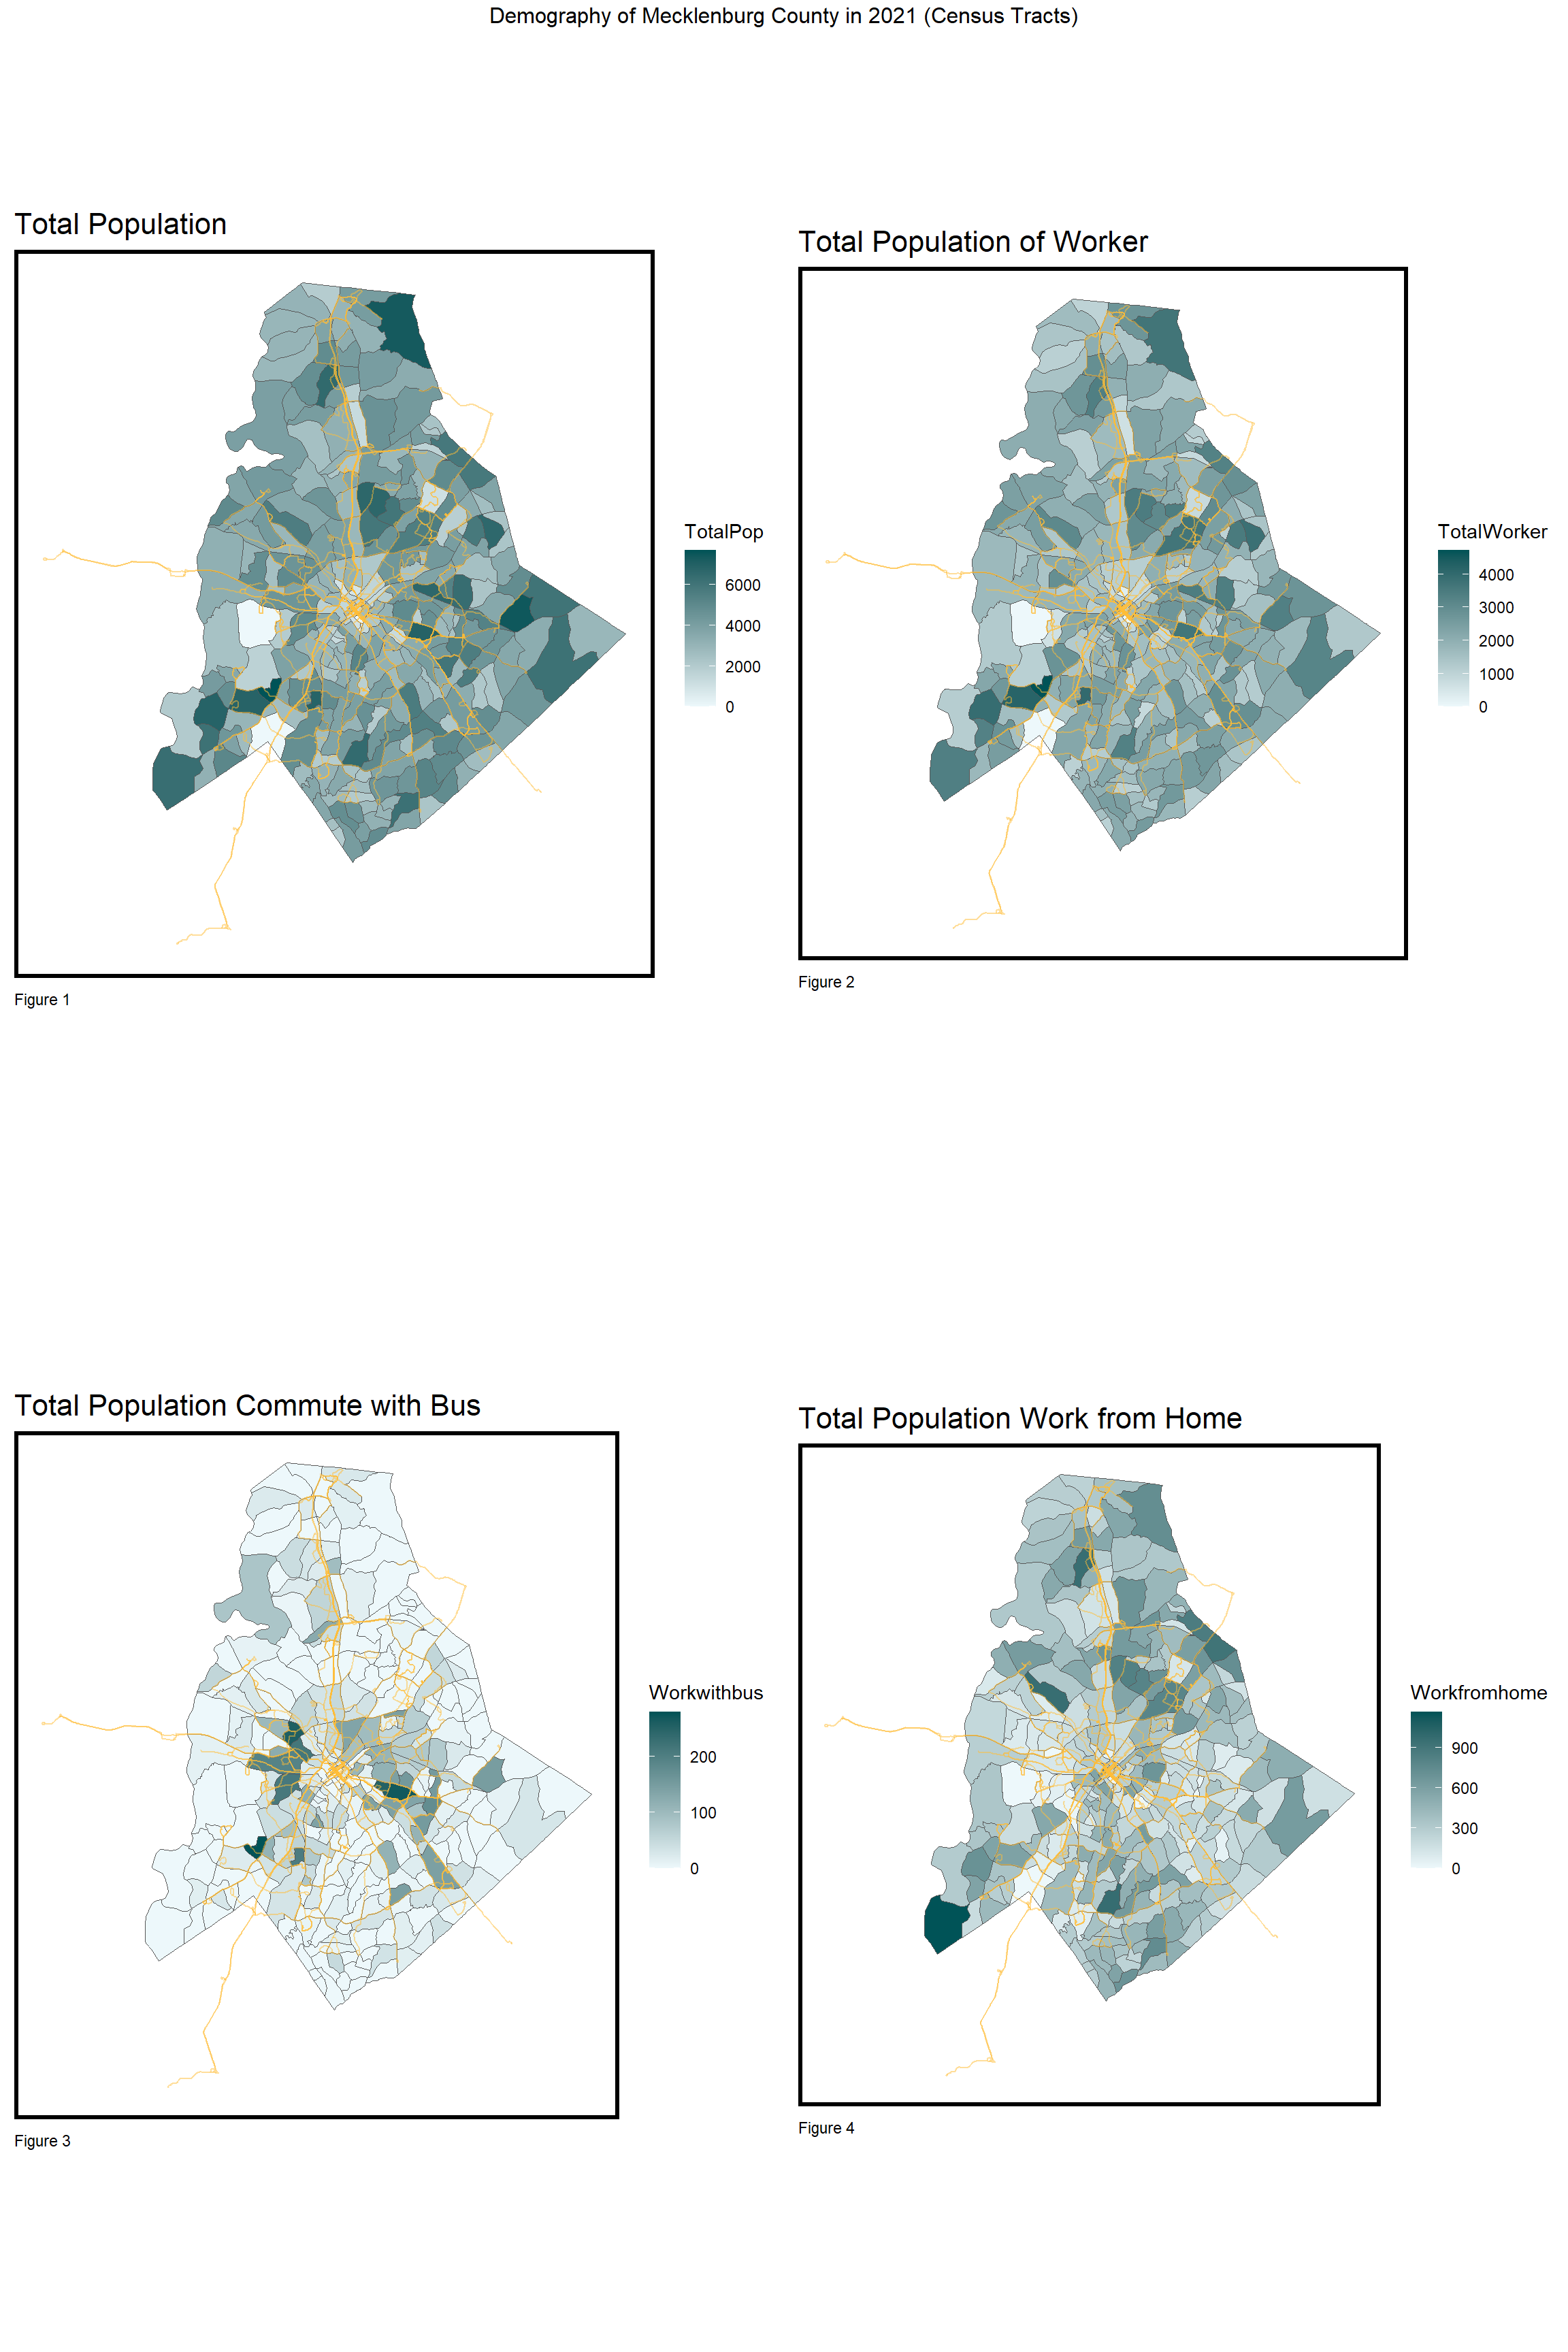 Demography of Mecklenburg County in 2021 (Census Tracts)
Total Population
TotalPop
6000
4000
2000
0
Figure 1
Total Population of Worker
TotalWorker
4000
3000
2000
1000
0
Figure 2
Total Population Commute with Bus
Workwithbus
200
100
0
Figure 3
Total Population Work from Home
Workfromhome
900
600
300
0
Figure 4